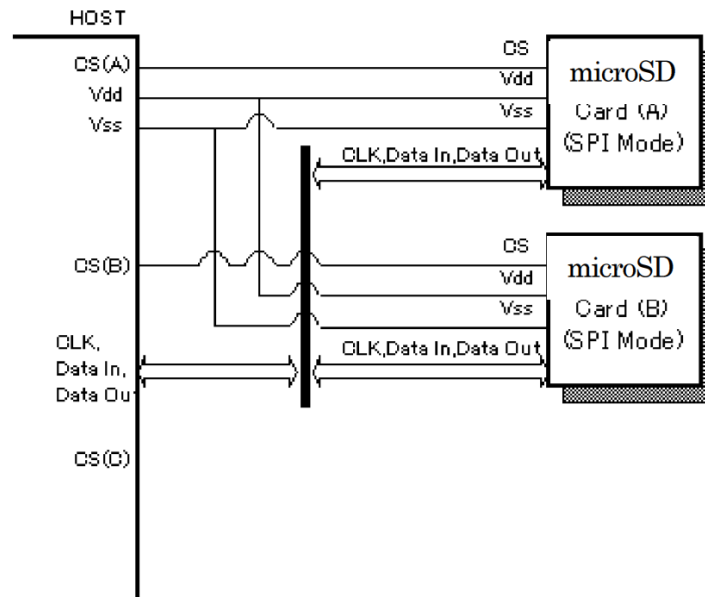 HOST
CS(A)
Vdd
Vss
CS
Vdd
Vss
microSD
Card (A)
(SPI Mode)
CLK,Data In,Data Out
CS(B)
CS
Vdd
Vss
microSD
Card (B)
(SPI Mode)
CLK,
Data In,
Data Out
CLK,Data In,Data Out
CS(C)